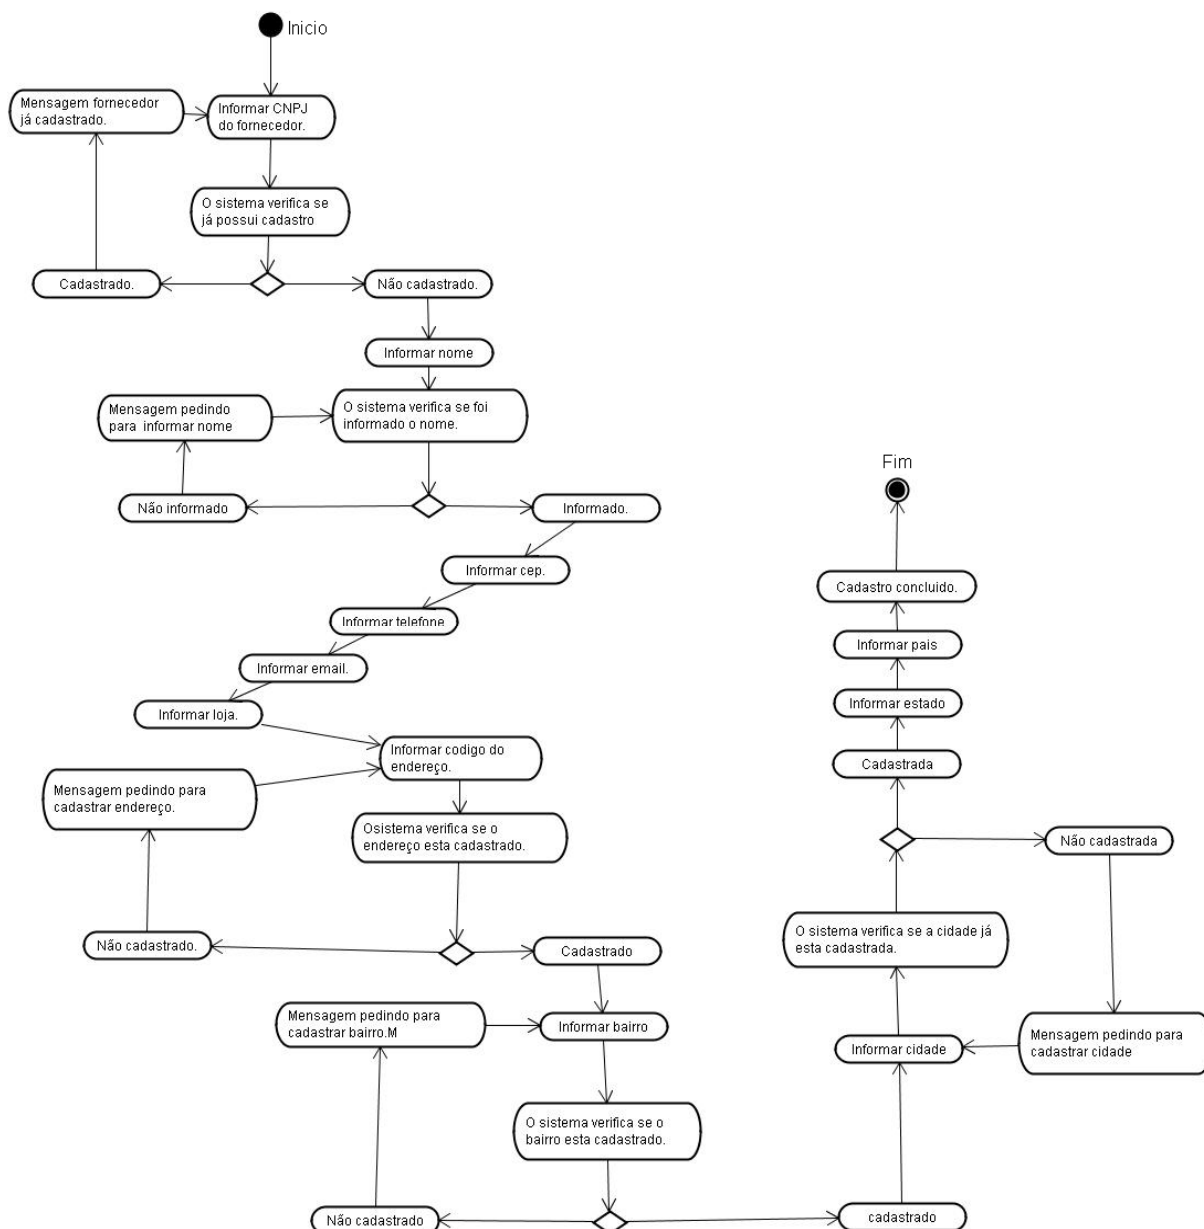 Inicio
Mensagem fornecedor
já cadastrado.
Informar CNPJ
do fornecedor.
O sistema verifica se
já possui cadastro
Cadastrado.
Não cadastrado.
Informar nome
Mensagem pedindo
para informar nome
O sistema verifica se foi
informado o nome.
Não informado
Informado.
Informar cep.
Informar telefone
Informar email.
Informar loja.
Informar codigo do
endereço.
Mensagem pedindo para
cadastrar endereço.
Osistema verifica se o
endereço esta cadastrado.
Não cadastrado.
Cadastrado
Mensagem pedindo para
cadastrar bairro.M
Informar bairro
O sistema verifica se o
bairro esta cadastrado.
Não cadastrado
cadastrado
Informar cidade
Mensagem pedindo para
cadastrar cidade
O sistema verifica se a cidade já
esta cadastrada.
Não cadastrada
Cadastrada
Informar estado
Informar pais
Cadastro concluido.
Fim